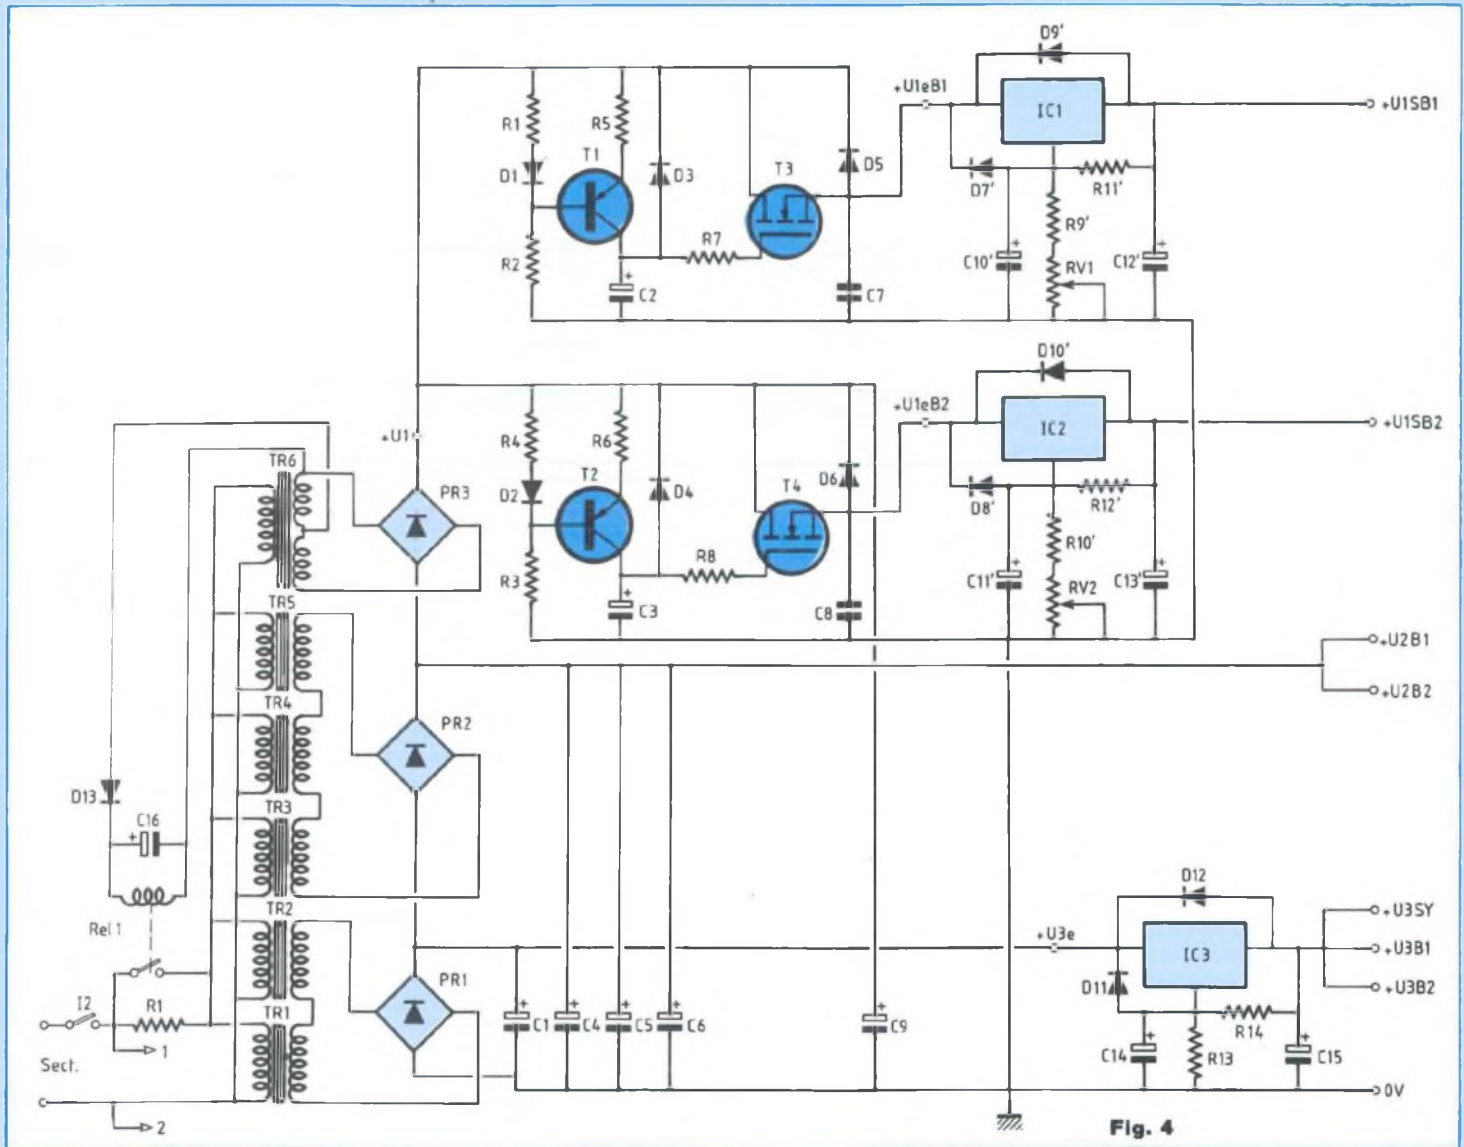 D9'
+U1eB1
IC1
+U1SB1
R1
R5
T1
D1
D3
T3
D5
D7'
R11'
R2
R7
R9'
C2
C7
C10'
RV1
C12'
D10'
+U1eB2
IC2
+U1SB2
+U1
R4
R6
T2
D2
D4
T4
D6
D8'
R12'
R3
R8
R10'
C3
C8
C11'
RV2
C13'
TR6
PR3
TR5
+U2B1
+U2B2
TR4
PR2
D13
C16
TR3
Rel1
TR2
D12
+U3e
IC3
+U3SY
+U3B1
+U3B2
PR1
D11
I2
R1
TR1
C1
C4
C5
C6
C9
R14
C14
R13
C15
Sect.
1
2
0V
Fig. 4